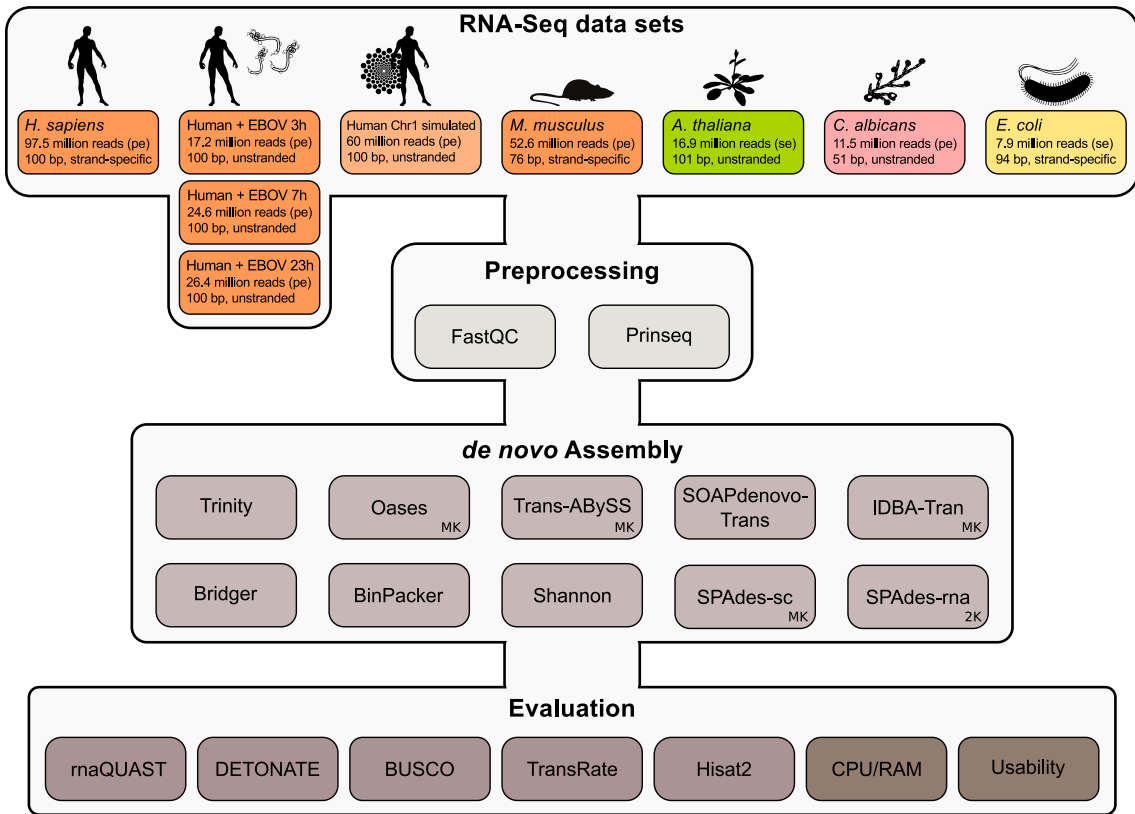 RNA-Seq data sets
H. sapiens
97.5 million reads (pe)
100 bp, strand-specific
Human + EBOV 3h
17.2 million reads (pe)
100 bp, unstranded
Human + EBOV 7h
24.6 million reads (pe)
100 bp, unstranded
Human + EBOV 23h
26.4 million reads (pe)
100 bp, unstranded
Human Chr1 simulated
60 million reads (pe)
100 bp, unstranded
M. musculus
52.6 million reads (pe)
76 bp, strand-specific
A. thaliana
16.9 million reads (se)
101 bp, unstranded
C. albicans
11.5 million reads (pe)
51 bp, unstranded
E. coli
7.9 million reads (se)
94 bp, strand-specific
Preprocessing
FastQC
Prinseq
de novo Assembly
Trinity
Oases
MK
Trans-ABySS
MK
SOAPdenovo-
Trans
IDBA-Tran
MK
Bridger
BinPacker
Shannon
SPAdes-sc
MK
SPAdes-rna
2K
Evaluation
rnaQUAST
DETONATE
BUSCO
TransRate
Hisat2
CPU/RAM
Usability